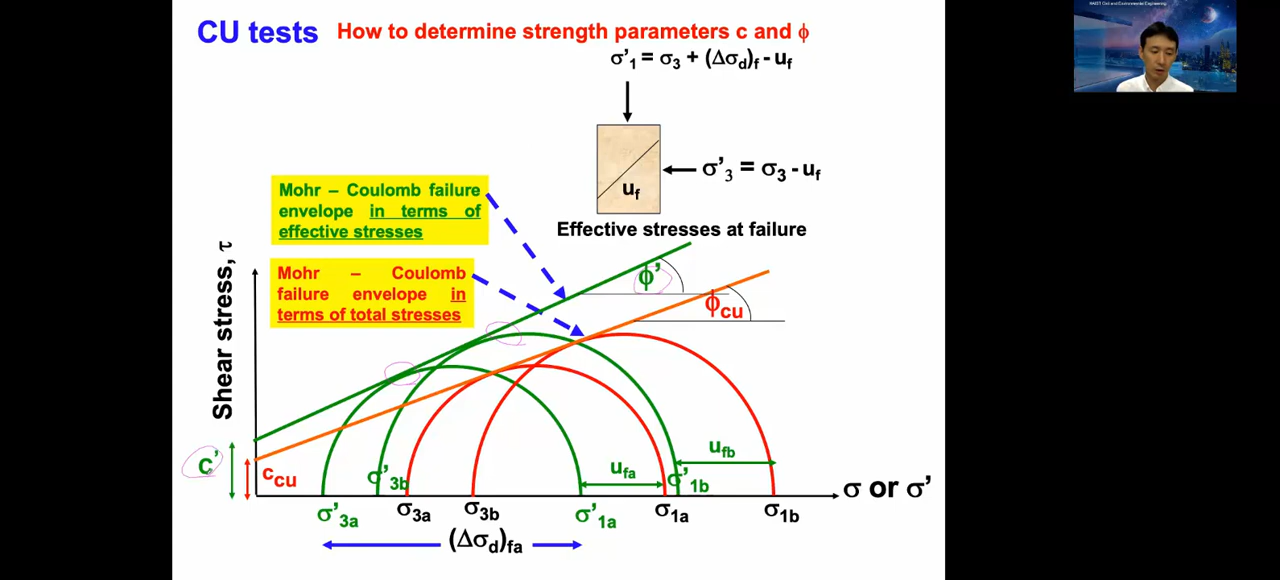 CU tests How to determine strength parameters c and ϕ
σ'₁ = σ₃ + (Δσ_d)_f - u_f
σ'₃ = σ₃ - u_f
u_f
Effective stresses at failure
Mohr – Coulomb failure
envelope in terms of
effective stresses
Mohr – Coulomb
failure envelope in
terms of total stresses
Shear stress, τ
ϕ'
ϕ_cu
C'
c_cu
σ'_3b
u_fa
σ'_1b
u_fb
σ or σ'
σ'_3a
σ_3a
σ_3b
σ'_1a
σ_1a
σ_1b
(Δσ_d)_fa